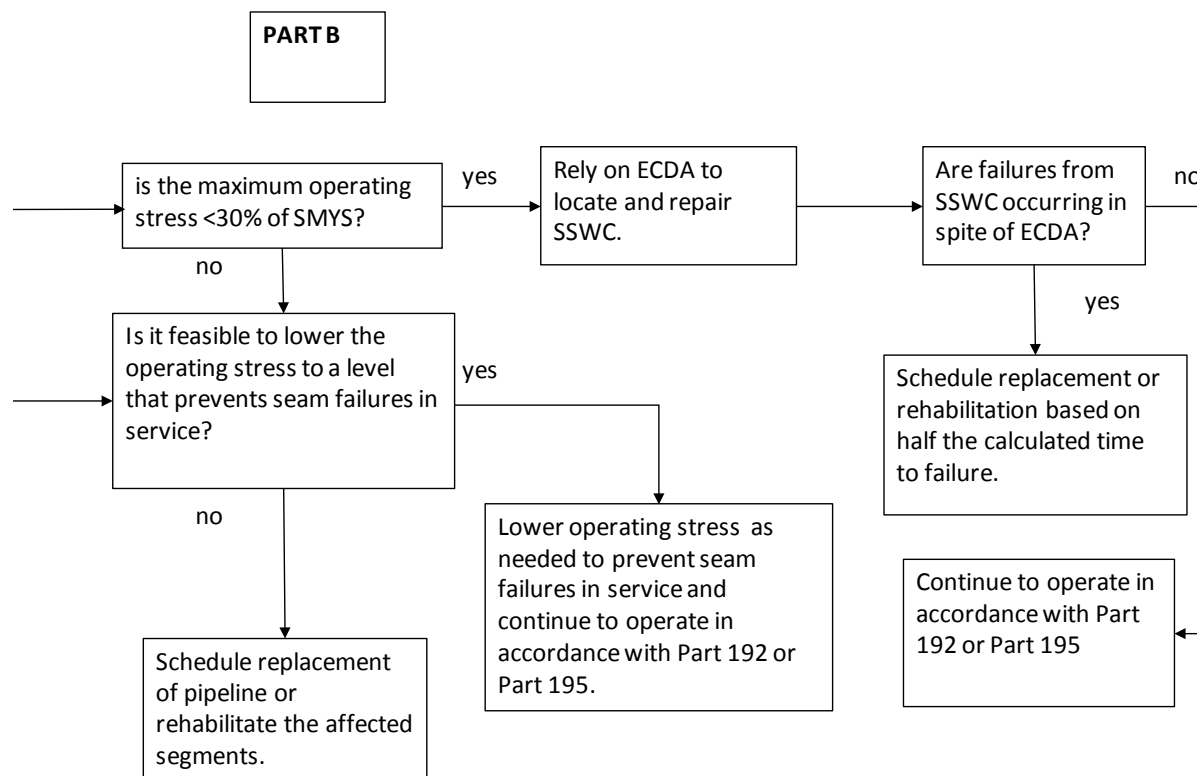 PART B
is the maximum operating
stress <30% of SMYS?
yes
Rely on ECDA to
locate and repair
SSWC.
Are failures from
SSWC occurring in
spite of ECDA?
no
no
yes
Is it feasible to lower the
operating stress to a level
that prevents seam failures in
service?
yes
Schedule replacement or
rehabilitation based on
half the calculated time
to failure.
no
Lower operating stress as
needed to prevent seam
failures in service and
continue to operate in
accordance with Part 192 or
Part 195.
Continue to operate in
accordance with Part
192 or Part 195
Schedule replacement
of pipeline or
rehabilitate the affected
segments.